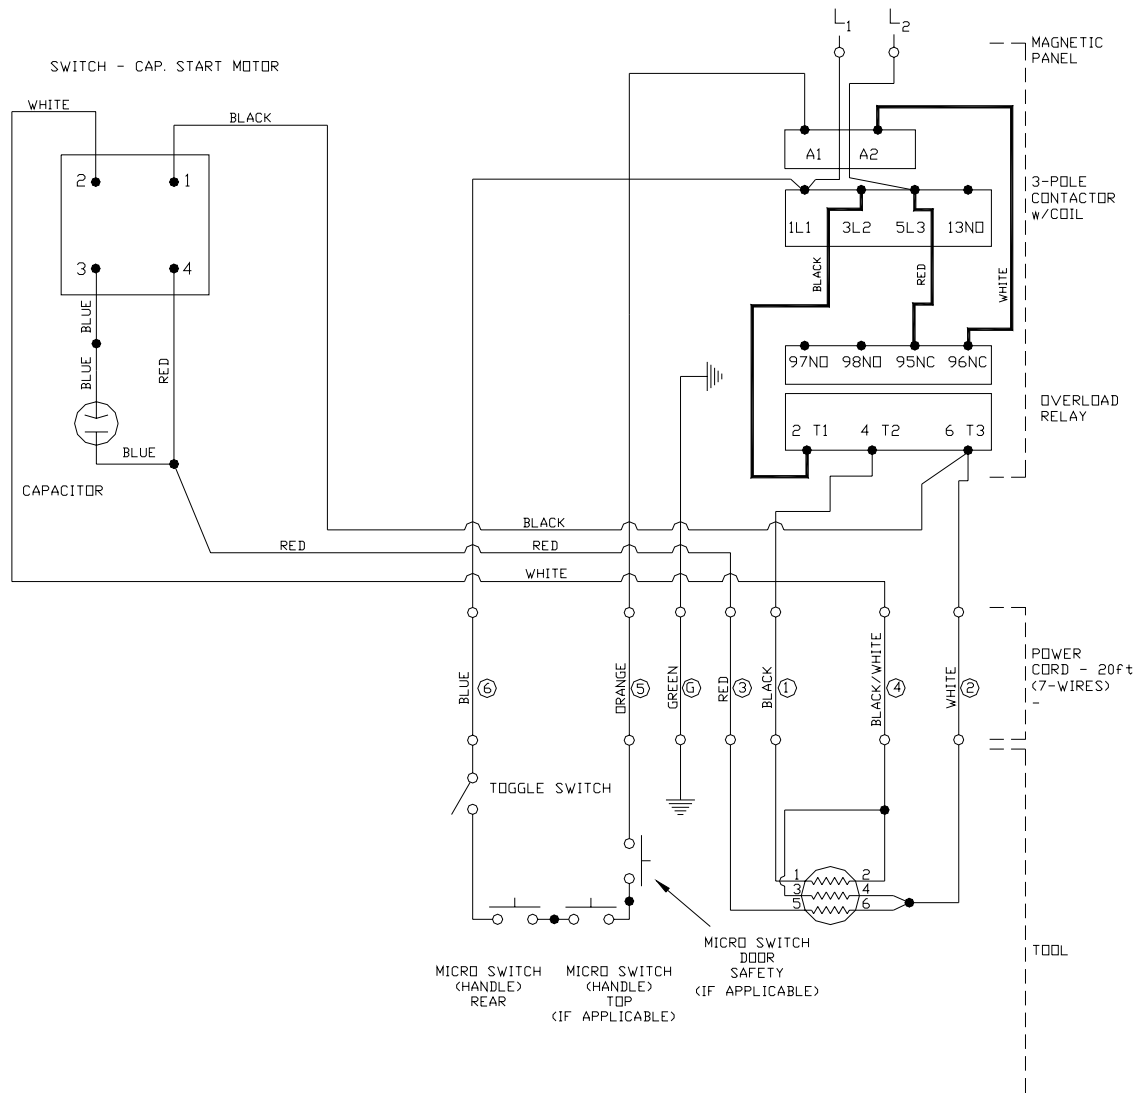 L1
L2
MAGNETIC
PANEL
SWITCH - CAP. START MOTOR
WHITE
BLACK
A1
A2
2
1
3
4
3-POLE
CONTACTOR
W/COIL
1L1
3L2
5L3
13NO
BLACK
RED
WHITE
BLUE
BLUE
RED
97NO
98NO
95NC
96NC
OVERLOAD
RELAY
2 T1
4 T2
6 T3
BLUE
CAPACITOR
BLACK
RED
RED
WHITE
BLUE
6
ORANGE
5
GREEN
G
RED
3
BLACK
1
BLACK/WHITE
4
WHITE
2
POWER
CORD - 20ft
(7-WIRES)
-
TOGGLE SWITCH
1
2
3
4
5
6
MICRO SWITCH
DOOR
SAFETY
(IF APPLICABLE)
TOOL
MICRO SWITCH
(HANDLE)
REAR
MICRO SWITCH
(HANDLE)
TOP
(IF APPLICABLE)